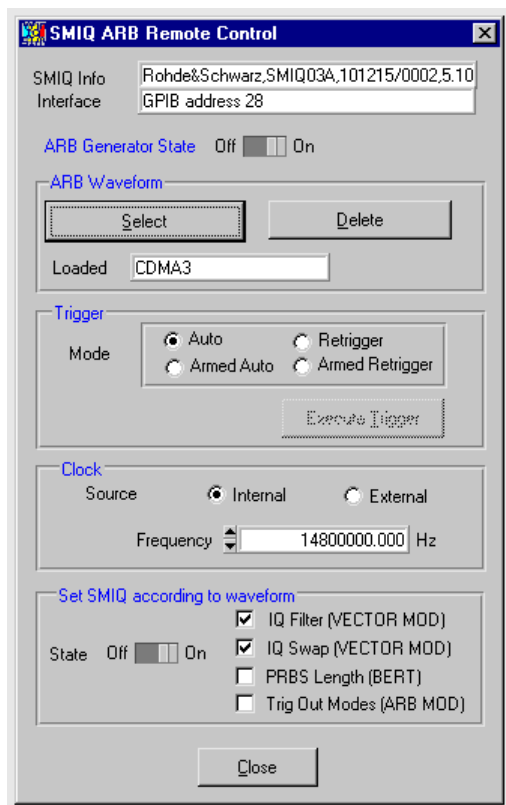 SMIQ ARB Remote Control
SMIQ Info Rohde&Schwarz,SMIQ03A,101215/0002,5.10
Interface GPIB address 28
ARB Generator State Off On
ARB Waveform
Select Delete
Loaded CDMA3
Trigger
Mode Auto Retrigger
Armed Auto Armed Retrigger
Execute Trigger
Clock
Source Internal External
Frequency 14800000.000 Hz
Set SMIQ according to waveform
IQ Filter (VECTOR MOD)
State Off On IQ Swap (VECTOR MOD)
PRBS Length (BERT)
Trig Out Modes (ARB MOD)
Close